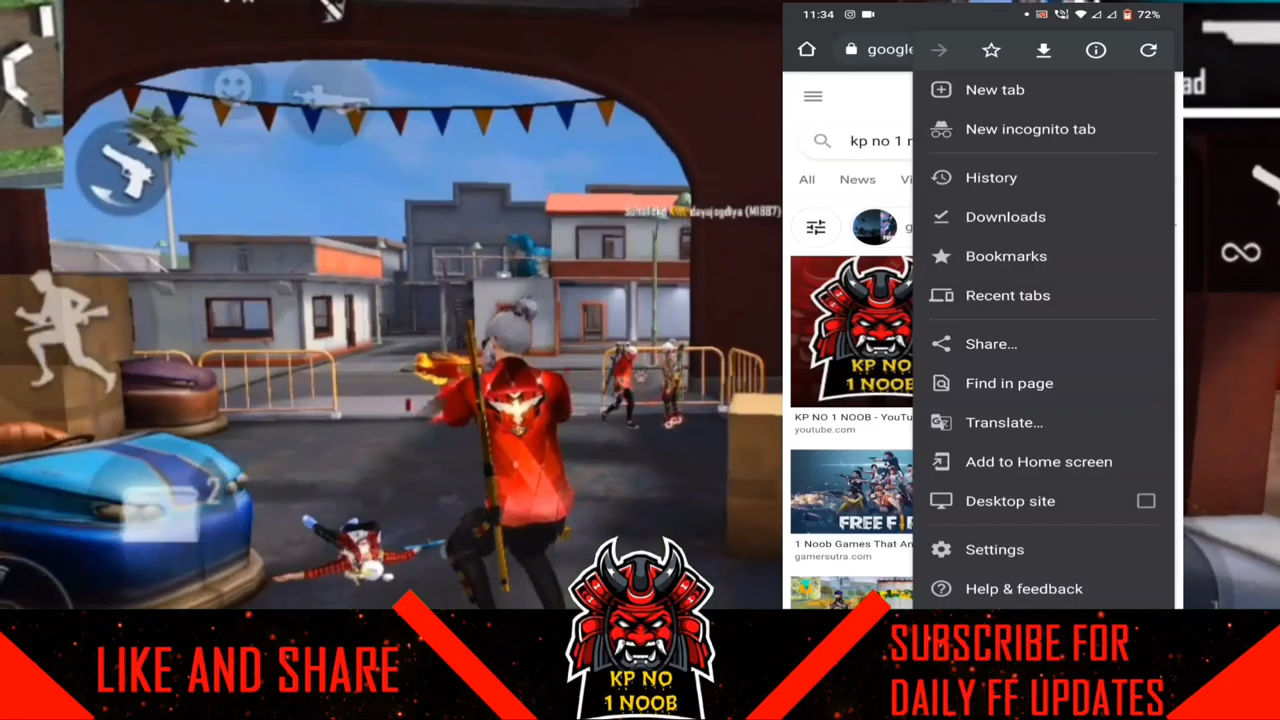 11:34
72%
google
New tab
New incognito tab
History
Downloads
Bookmarks
Recent tabs
Share...
Find in page
Translate...
Add to Home screen
Desktop site
Settings
Help & feedback
kp no 1 n
All News Vi
g
KP NO
1 NOOB
KP NO 1 NOOB - YouTu
youtube.com
FREE FI
1 Noob Games That An
gamersutra.com
ad
2
LIKE AND SHARE
KP NO
1 NOOB
SUBSCRIBE FOR
DAILY FF UPDATES